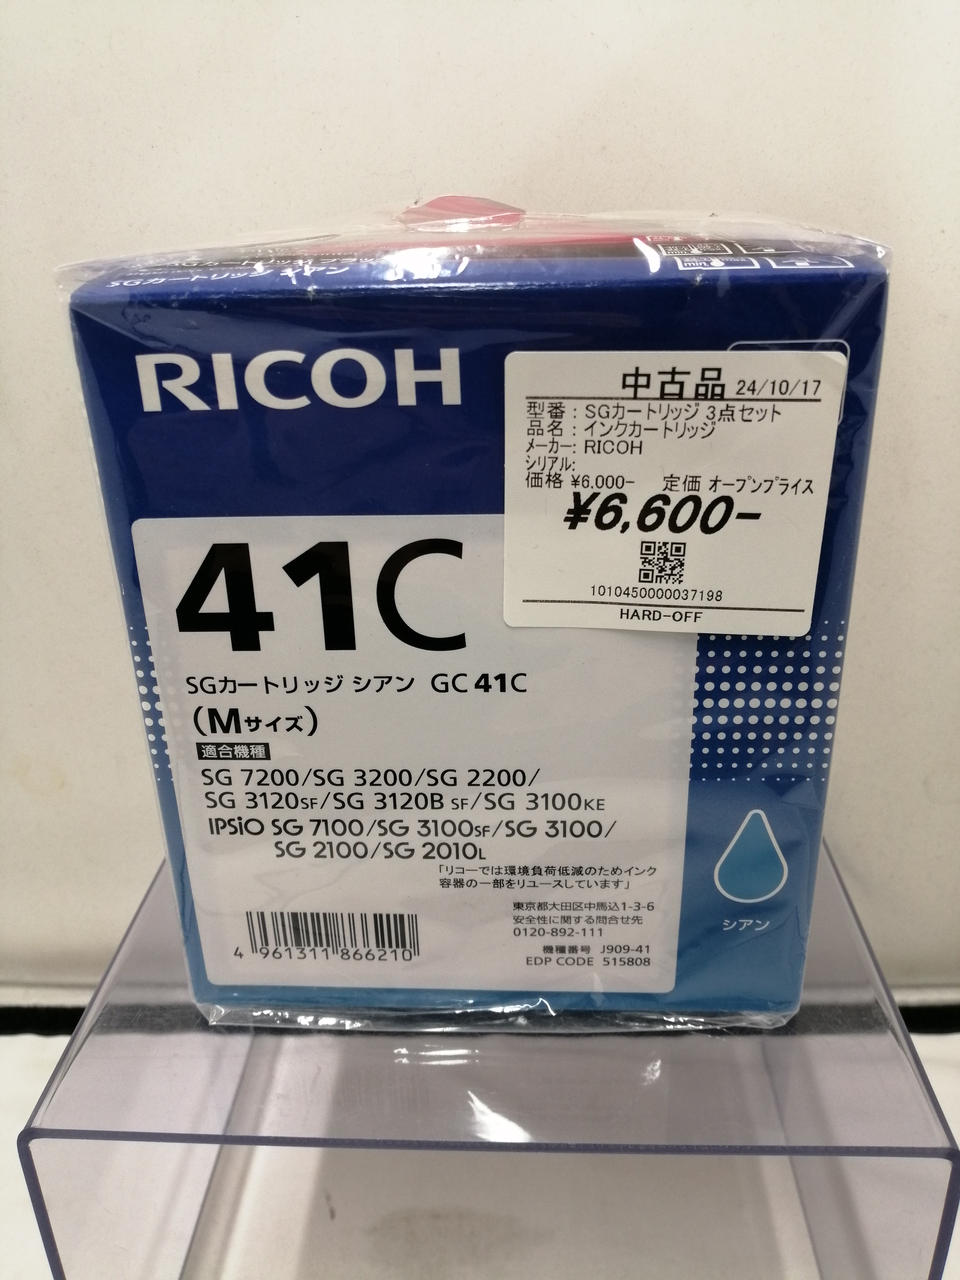 SGカートリッジ シアン
min.
min.
RICOH
中古品 24/10/17
型番 : SGカートリッジ 3点セット
品名 : インクカートリッジ
メーカー: RICOH
シリアル:
価格 ¥6,000- 定価 オープンプライス
¥6,600-
1010450000037198
HARD-OFF
41C
SGカートリッジ シアン GC 41C
(Mサイズ)
適合機種
SG 7200/SG 3200/SG 2200/
SG 3120SF/SG 3120B SF/SG 3100KE
IPSiO SG 7100/SG 3100SF/SG 3100/
SG 2100/SG 2010L
「リコーでは環境負荷低減のためインク
容器の一部をリユースしています」
シアン
東京都大田区中馬込1-3-6
安全性に関する問合せ先
0120-892-111
機種番号 J909-41
EDP CODE 515808
4 961311 866210